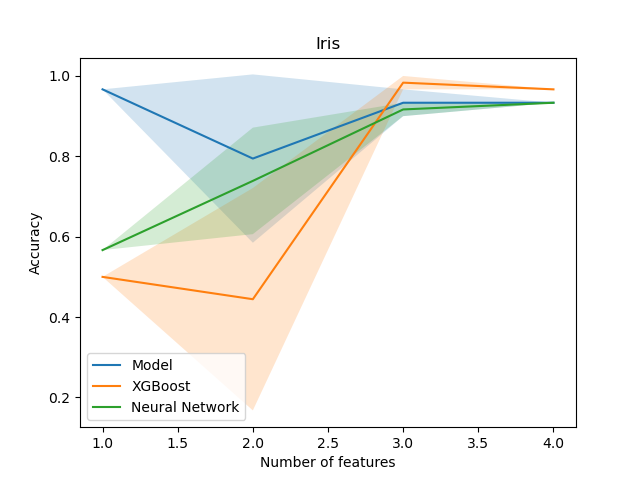 Iris
Accuracy
1.0
0.8
0.6
0.4
0.2
Model
XGBoost
Neural Network
1.0 1.5 2.0 2.5 3.0 3.5 4.0
Number of features